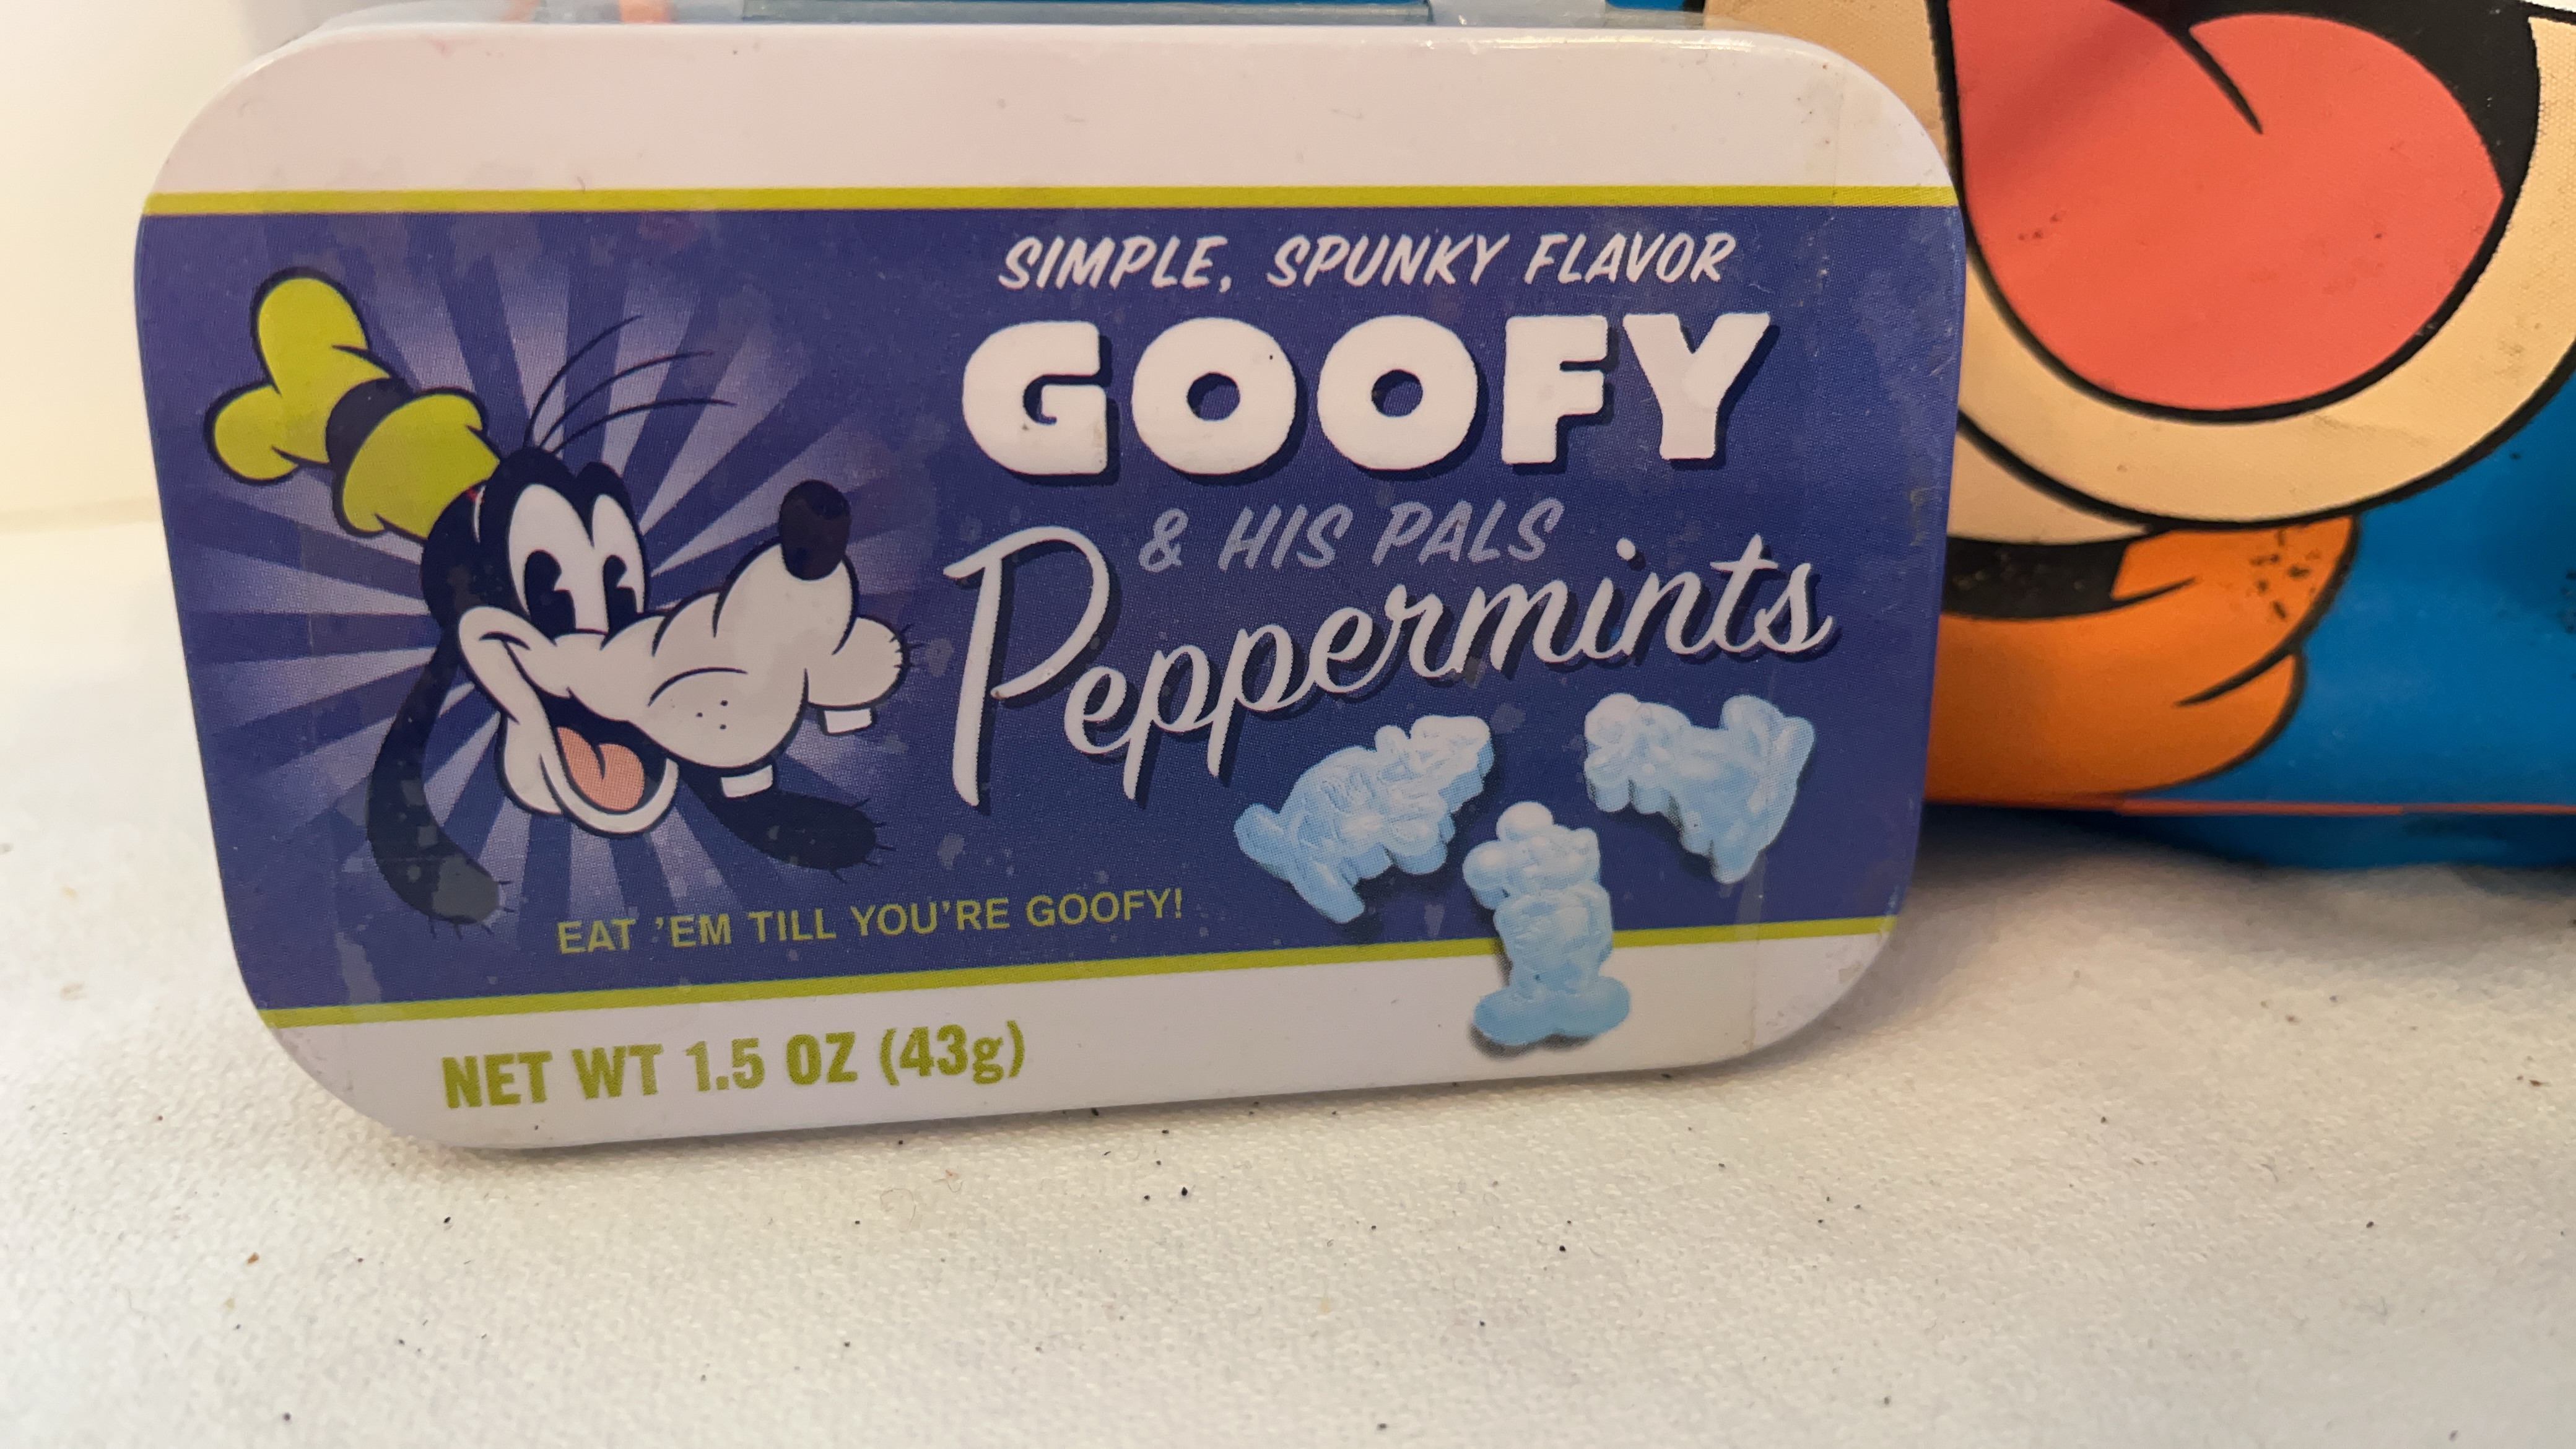 SIMPLE, SPUNKY FLAVOR
GOOFY
& HIS PALS
Peppermints
EAT 'EM TILL YOU'RE GOOFY!
NET WT 1.5 OZ (43g)